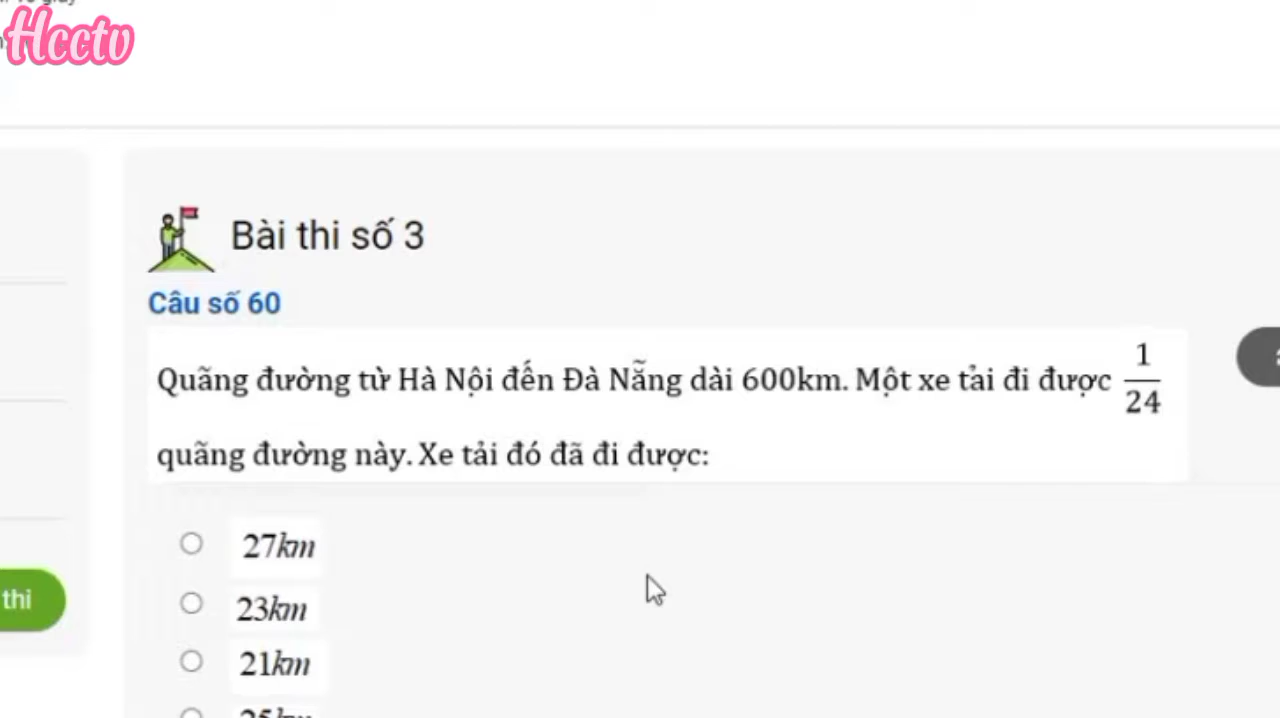 Hcctv
Bài thi số 3
Câu số 60
Quãng đường từ Hà Nội đến Đà Nẵng dài 600km. Một xe tải đi được 1/24
quãng đường này. Xe tải đó đã đi được:
27km
23km
thi
21km
25km